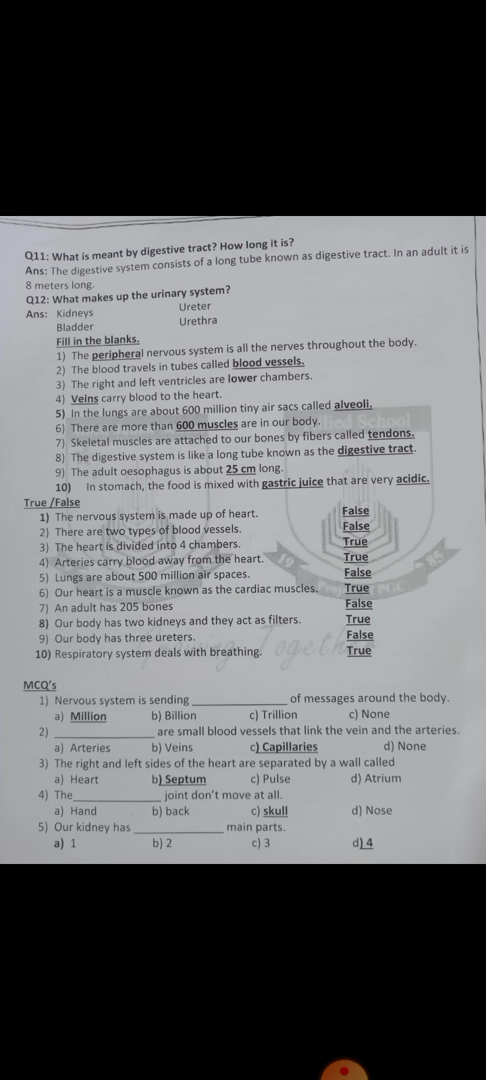 Q11: What is meant by digestive tract? How long it is?
Ans: The digestive system consists of a long tube known as digestive tract. In an adult it is
8 meters long.
Q12: What makes up the urinary system?
Ans: Kidneys Ureter
Bladder Urethra
Fill in the blanks.
1) The peripheral nervous system is all the nerves throughout the body.
2) The blood travels in tubes called blood vessels.
3) The right and left ventricles are lower chambers.
4) Veins carry blood to the heart.
5) In the lungs are about 600 million tiny air sacs called alveoli.
6) There are more than 600 muscles are in our body.
7) Skeletal muscles are attached to our bones by fibers called tendons.
8) The digestive system is like a long tube known as the digestive tract.
9) The adult oesophagus is about 25 cm long.
10) In stomach, the food is mixed with gastric juice that are very acidic.
True /False
1) The nervous system is made up of heart. False
2) There are two types of blood vessels. False
3) The heart is divided into 4 chambers. True
4) Arteries carry blood away from the heart. True
5) Lungs are about 500 million air spaces. False
6) Our heart is a muscle known as the cardiac muscles. True
7) An adult has 205 bones False
8) Our body has two kidneys and they act as filters. True
9) Our body has three ureters. False
10) Respiratory system deals with breathing. True
MCQ's
1) Nervous system is sending ______________ of messages around the body.
a) Million b) Billion c) Trillion c) None
2) ______________ are small blood vessels that link the vein and the arteries.
a) Arteries b) Veins c) Capillaries d) None
3) The right and left sides of the heart are separated by a wall called
a) Heart b) Septum c) Pulse d) Atrium
4) The______________ joint don't move at all.
a) Hand b) back c) skull d) Nose
5) Our kidney has ______________ main parts.
a) 1 b) 2 c) 3 d) 4
School
19 85
Together